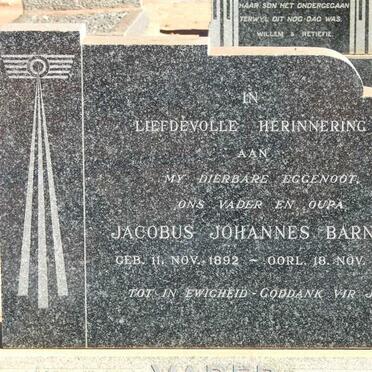 HAAR SON HET ONDERGEGAAN
TERWYL DIT NOG DAG WAS.
WILLEM & RETIEFIE.
IN
LIEFDEVOLLE HERINNERING
AAN
MY DIERBARE EGGENOOT,
ONS VADER EN OUPA
JACOBUS JOHANNES BARN
GEB. 11. NOV. 1892 - OORL. 18. NOV.
TOT IN EWIGHEID - GODDANK VIR J